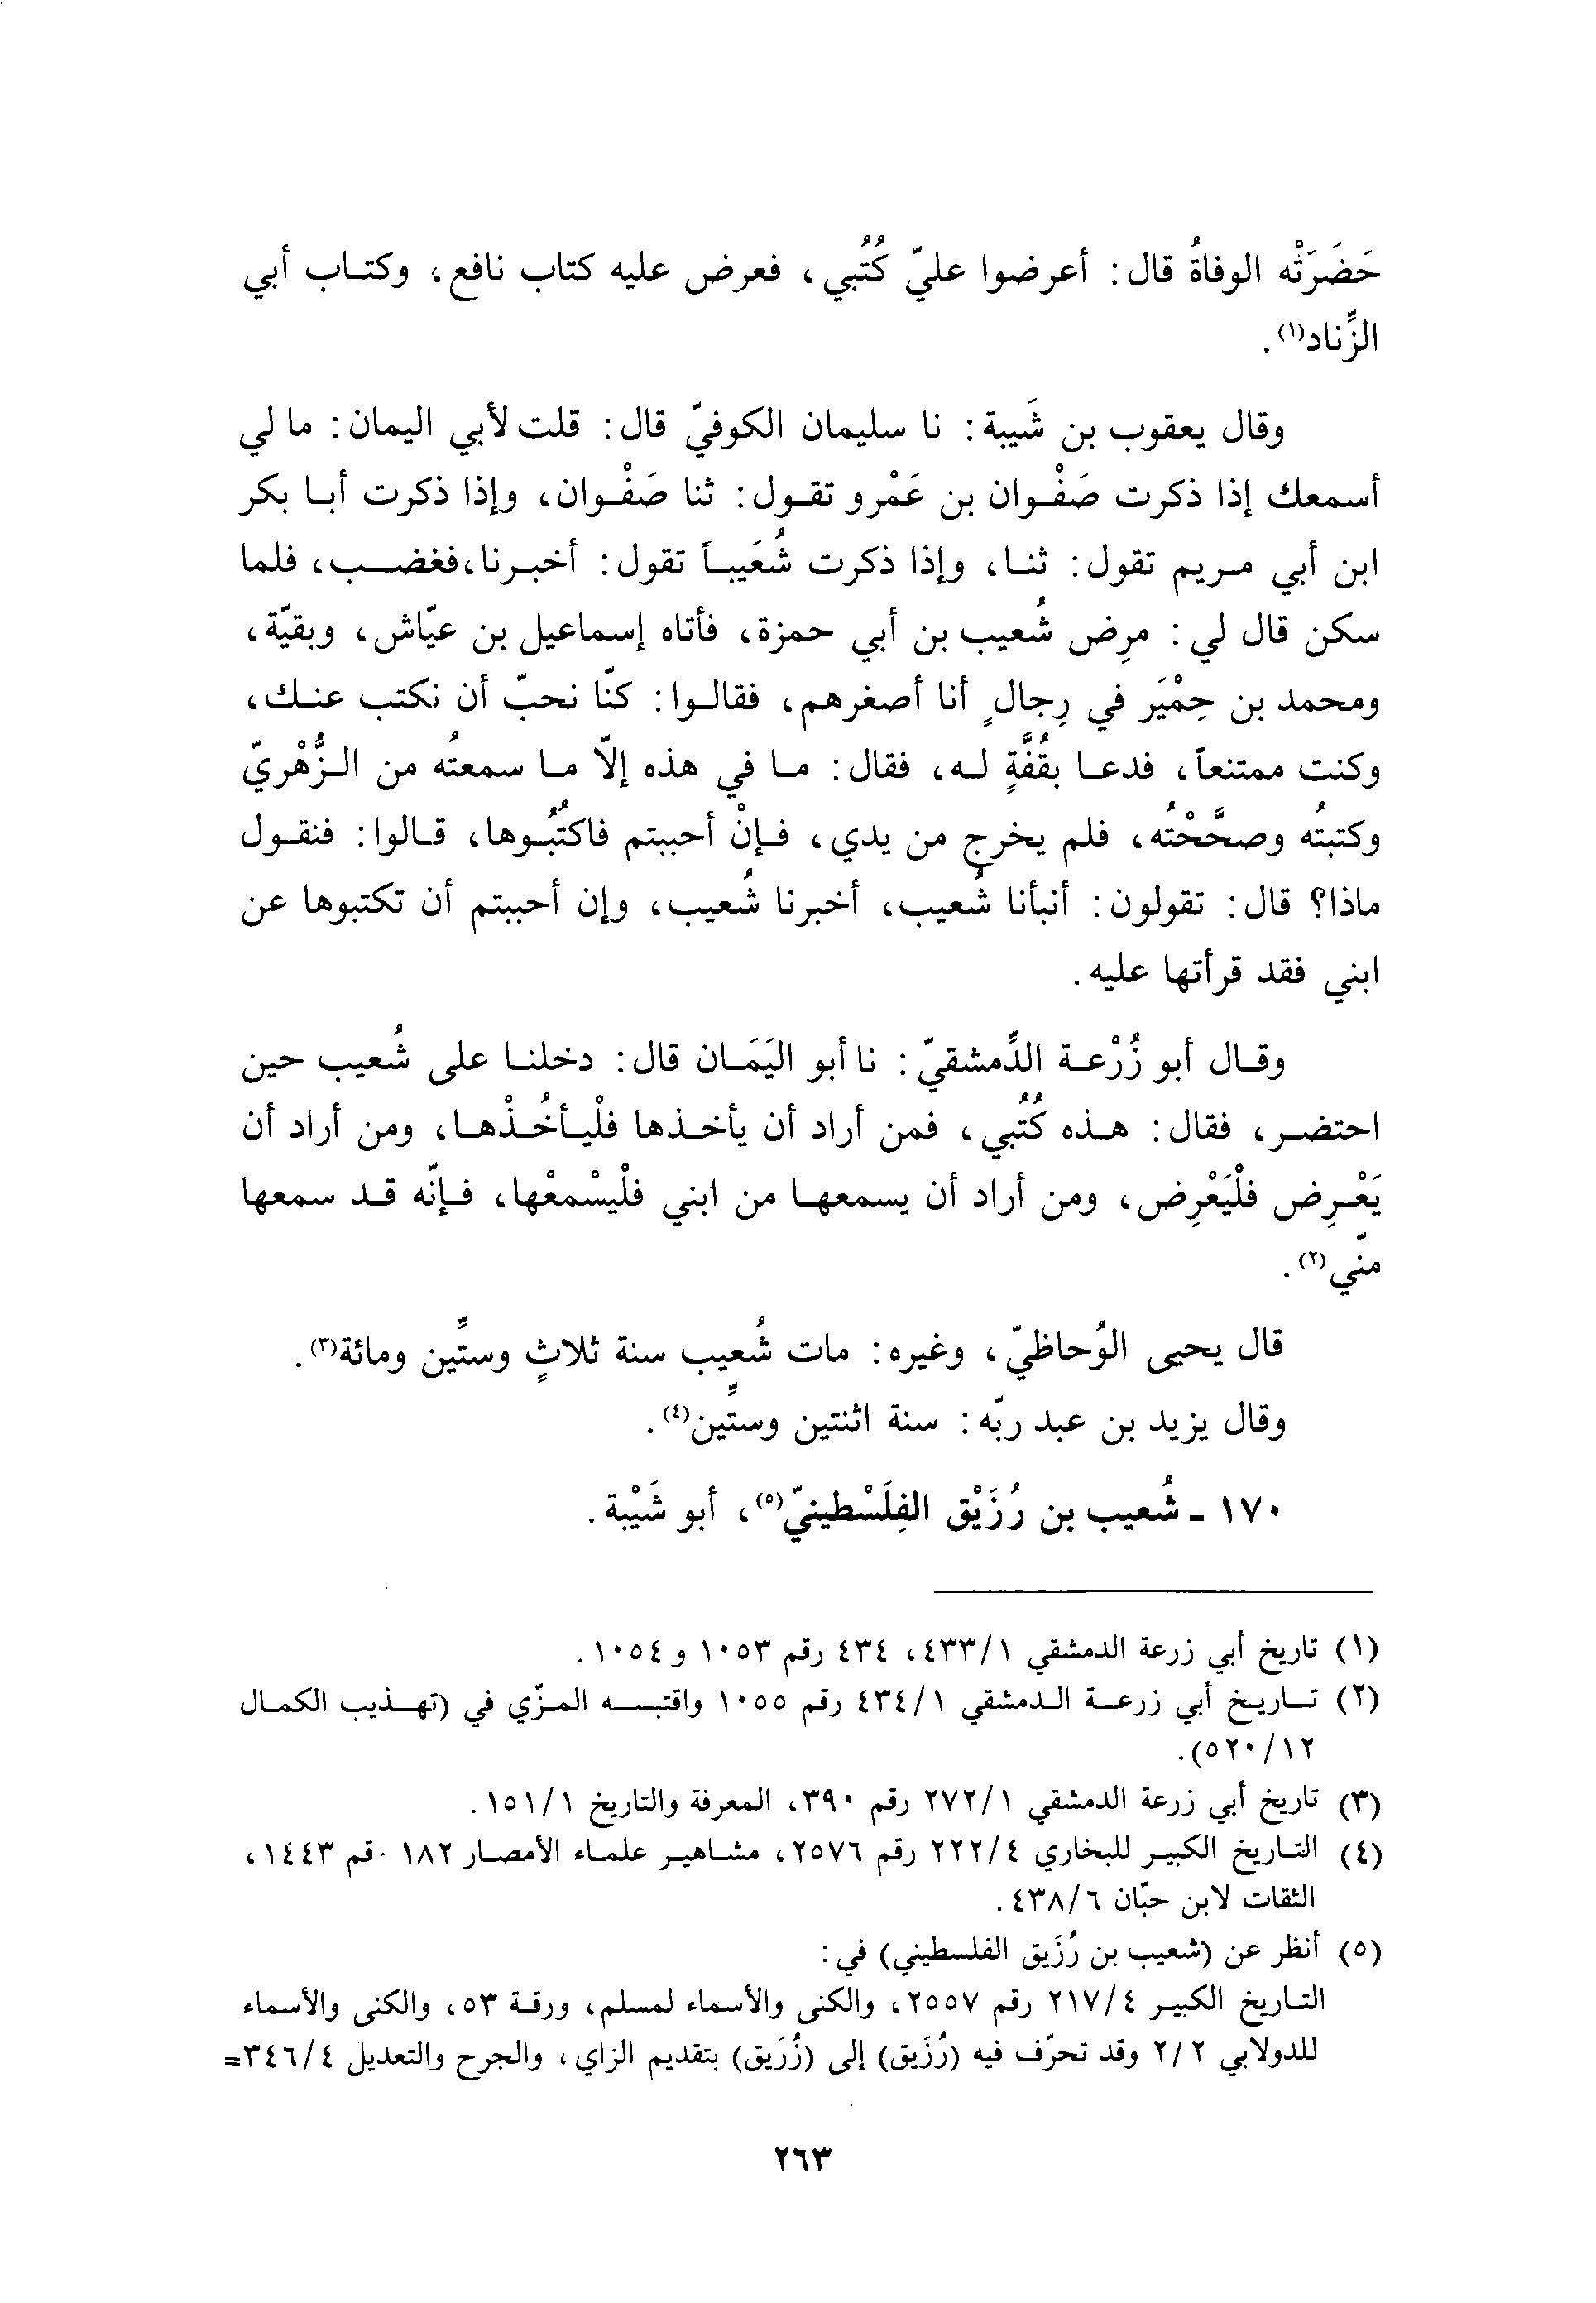 حَضَرَتْه الوفاةُ قال: أعرضوا عليّ كُتُبي، فعرض عليه كتاب نافع، وكتاب أبي
الزِّناد(١).
وقال يعقوب بن شَيبة: نا سليمان الكوفيّ قال: قلت لأبي اليمان: ما لي
أسمعك إذا ذكرت صَفْوان بن عَمْرو تقول: ثنا صَفْوان، وإذا ذكرت أبا بكر
ابن أبي مريم تقول: ثنا، وإذا ذكرت شُعَيباً تقول: أخبرنا، فغضب، فلما
سكن قال لي: مرِض شُعيب بن أبي حمزة، فأتاه إسماعيل بن عيّاش، وبقيّة،
ومحمد بن حِمْيَر في رِجالٍ أنا أصغرهم، فقالوا: كنّا نحبّ أن نكتب عنك،
وكنت ممتنعاً، فدعا بقُفَّةٍ له، فقال: ما في هذه إلّا ما سمعتُه من الزُّهْريّ
وكتبتُه وصحَّحْتُه، فلم يخرج من يدي، فإنْ أحببتم فاكتُبُوها، قالوا: فنقول
ماذا؟ قال: تقولون: أنبأنا شُعيب، أخبرنا شُعيب، وإن أحببتم أن تكتبوها عن
ابني فقد قرأتها عليه.
وقال أبو زُرْعة الدِّمشقيّ: نا أبو اليَمَان قال: دخلنا على شُعيب حين
احتضر، فقال: هذه كُتُبي، فمن أراد أن يأخذها فلْيأخُذْها، ومن أراد أن
يَعْرِض فلْيَعْرِض، ومن أراد أن يسمعها من ابني فلْيسْمعْها، فإنّه قد سمعها
منّي(٢).
قال يحيى الوُحاظيّ، وغيره: مات شُعيب سنة ثلاثٍ وستِّين ومائة(٣).
وقال يزيد بن عبد ربّه: سنة اثنتين وستِّين(٤).
١٧٠ - شُعيب بن رُزَيْق الفِلَسْطينيّ(٥)، أبو شَيْبة.
(١) تاريخ أبي زرعة الدمشقي ٤٣٣/١، ٤٣٤ رقم ١٠٥٣ و ١٠٥٤.
(٢) تاريخ أبي زرعة الدمشقي ٤٣٤/١ رقم ١٠٥٥ واقتبسه المزّي في (تهذيب الكمال
٥٢٠/١٢).
(٣) تاريخ أبي زرعة الدمشقي ٢٧٢/١ رقم ٣٩٠، المعرفة والتاريخ ١٥١/١.
(٤) التاريخ الكبير للبخاري ٢٢٢/٤ رقم ٢٥٧٦، مشاهير علماء الأمصار ١٨٢ رقم ١٤٤٣،
الثقات لابن حبّان ٤٣٨/٦.
(٥) أنظر عن (شعيب بن رُزَيق الفلسطيني) في:
التاريخ الكبير ٢١٧/٤ رقم ٢٥٥٧، والكنى والأسماء لمسلم، ورقة ٥٣، والكنى والأسماء
للدولابي ٢/٢ وقد تحرّف فيه (رُزَيق) إلى (زُرَيق) بتقديم الزاي، والجرح والتعديل ٣٤٦/٤=
٢٦٣